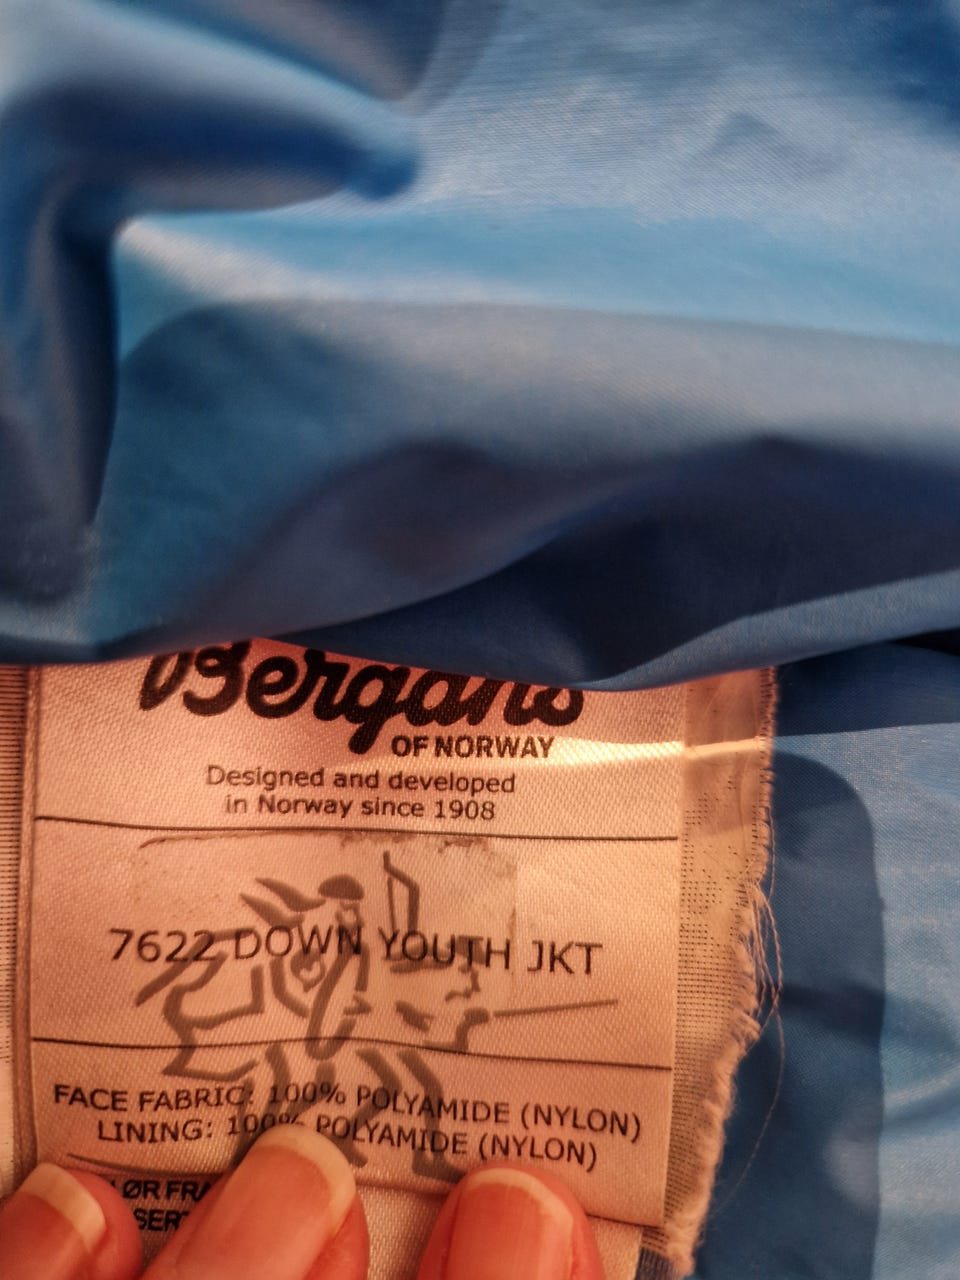 Bergans
OF NORWAY
Designed and developed
in Norway since 1908
7622 DOWN YOUTH JKT
FACE FABRIC: 100% POLYAMIDE (NYLON)
LINING: 100% POLYAMIDE (NYLON)